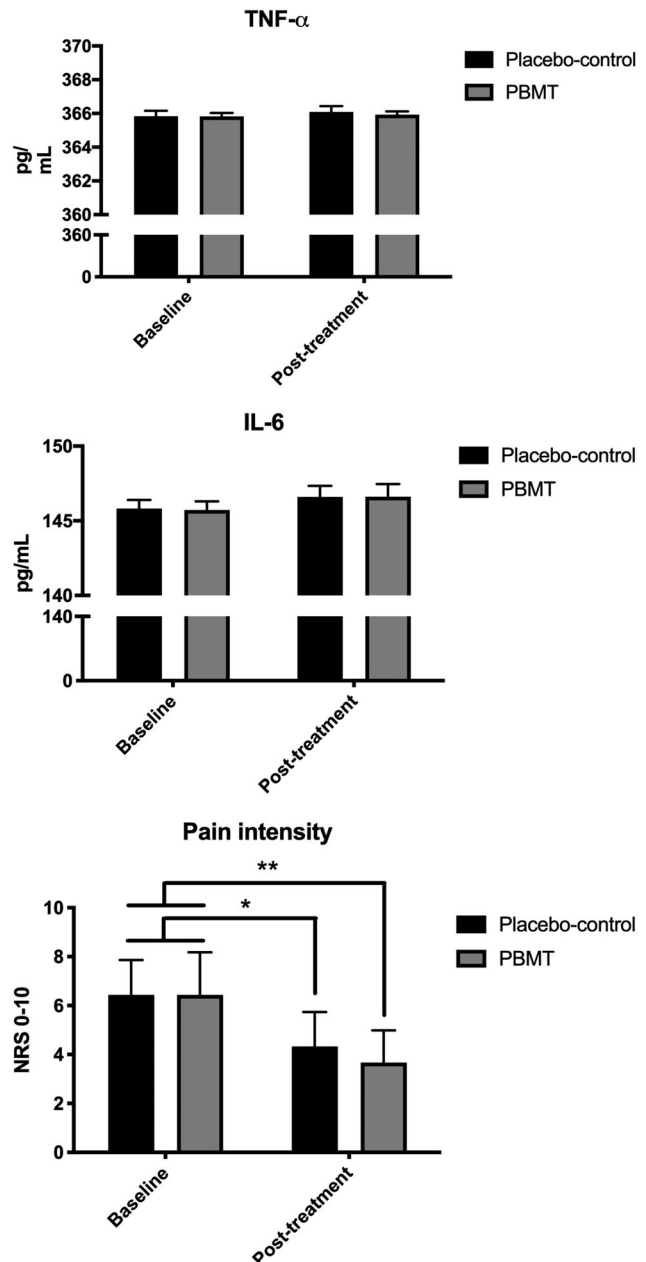 TNF-α
370
368
366
364
362
360
360
0
pg/
mL
Placebo-control
PBMT
Baseline
Post-treatment
IL-6
150
145
140
140
0
pg/mL
Placebo-control
PBMT
Baseline
Post-treatment
Pain intensity
**
*
10
8
6
4
2
0
NRS 0-10
Placebo-control
PBMT
Baseline
Post-treatment